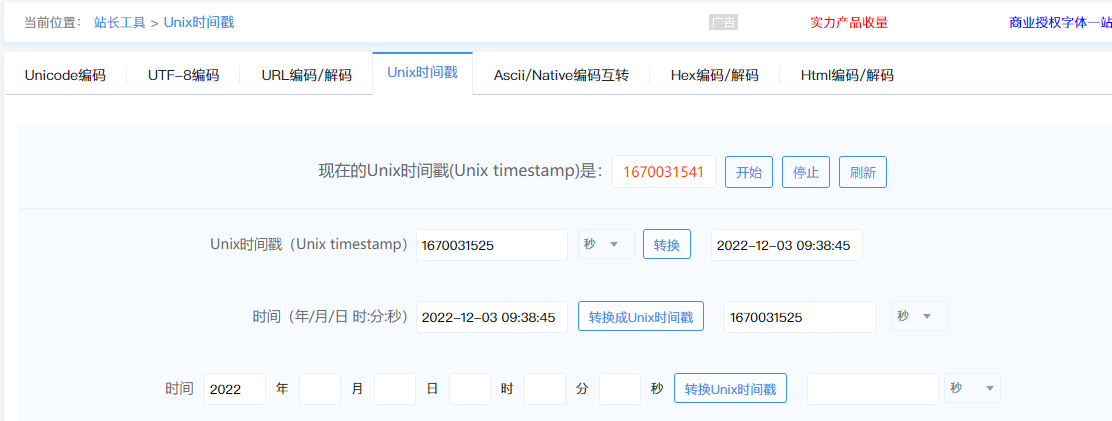 当前位置: 站长工具 > Unix时间戳 广告 实力产品收量 商业授权字体一站
Unicode编码 UTF-8编码 URL编码/解码 Unix时间戳 Ascii/Native编码互转 Hex编码/解码 Html编码/解码
现在的Unix时间戳(Unix timestamp)是: 1670031541 开始 停止 刷新
Unix时间戳（Unix timestamp） 1670031525 秒 转换 2022-12-03 09:38:45
时间（年/月/日 时:分:秒） 2022-12-03 09:38:45 转换成Unix时间戳 1670031525 秒
时间 2022 年 月 日 时 分 秒 转换Unix时间戳 秒